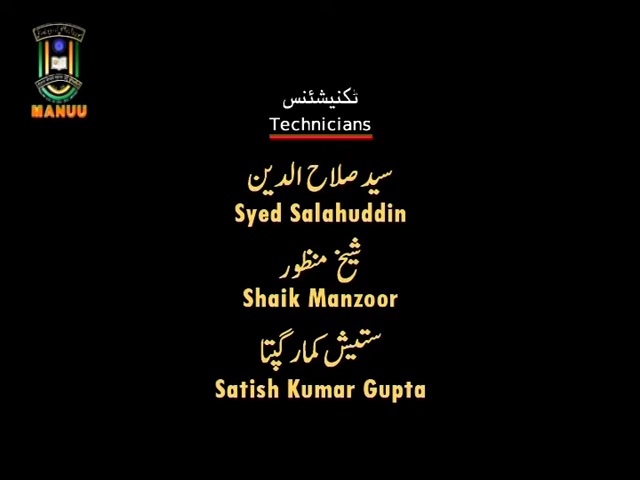 MANUU
ٹکنیشئنس
Technicians
سید صلاح الدین
Syed Salahuddin
شیخ منظور
Shaik Manzoor
ستیش کمار گپتا
Satish Kumar Gupta